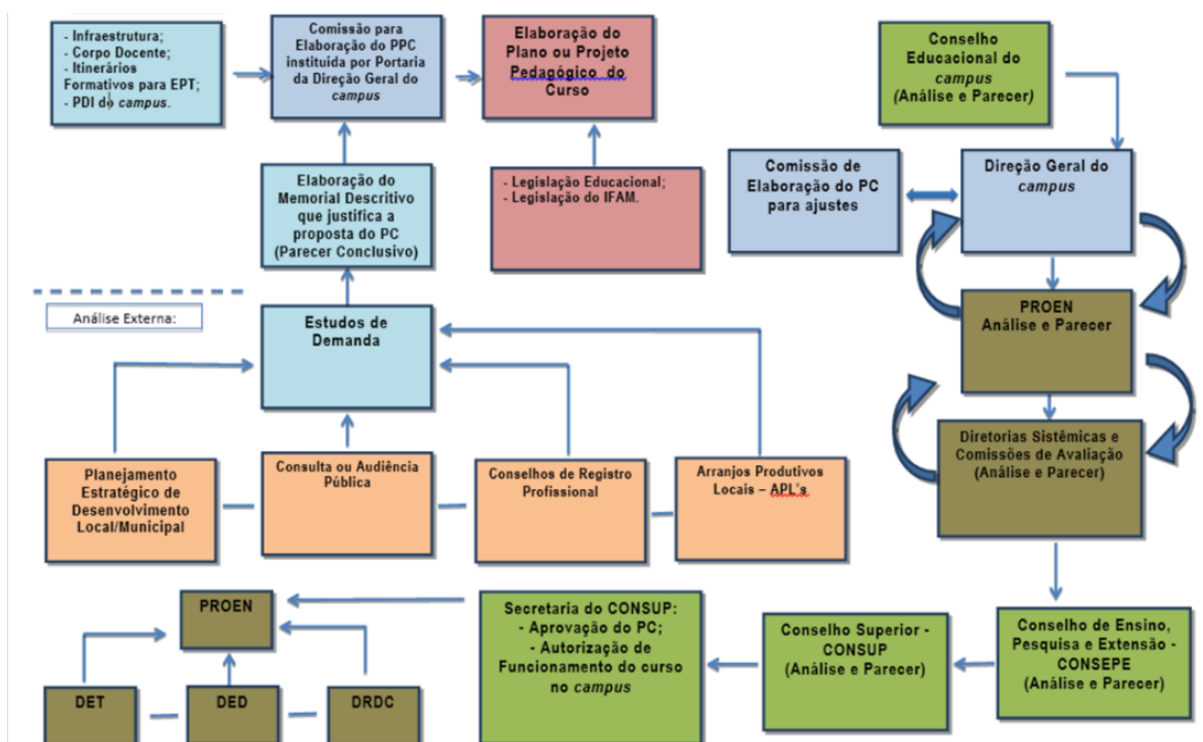 - Infraestrutura;
- Corpo Docente;
- Itinerários
Formativos para EPT;
- PDI do campus.
Comissão para
Elaboração do PPC
instituída por Portaria
da Direção Geral do
campus
Elaboração do
Plano ou Projeto
Pedagógico do
Curso
Conselho
Educacional do
campus
(Análise e Parecer)
Elaboração do
Memorial Descritivo
que justifica a
proposta do PC
(Parecer Conclusivo)
- Legislação Educacional;
- Legislação do IFAM.
Comissão de
Elaboração do PC
para ajustes
Direção Geral do
campus
Análise Externa:
Estudos de
Demanda
PROEN
Análise e Parecer
Diretorias Sistêmicas e
Comissões de Avaliação
(Análise e Parecer)
Planejamento
Estratégico de
Desenvolvimento
Local/Municipal
Consulta ou Audiência
Pública
Conselhos de Registro
Profissional
Arranjos Produtivos
Locais – APL's
PROEN
Secretaria do CONSUP:
- Aprovação do PC;
- Autorização de
Funcionamento do curso
no campus
Conselho Superior -
CONSUP
(Análise e Parecer)
Conselho de Ensino,
Pesquisa e Extensão -
CONSEPE
(Análise e Parecer)
DET
DED
DRDC